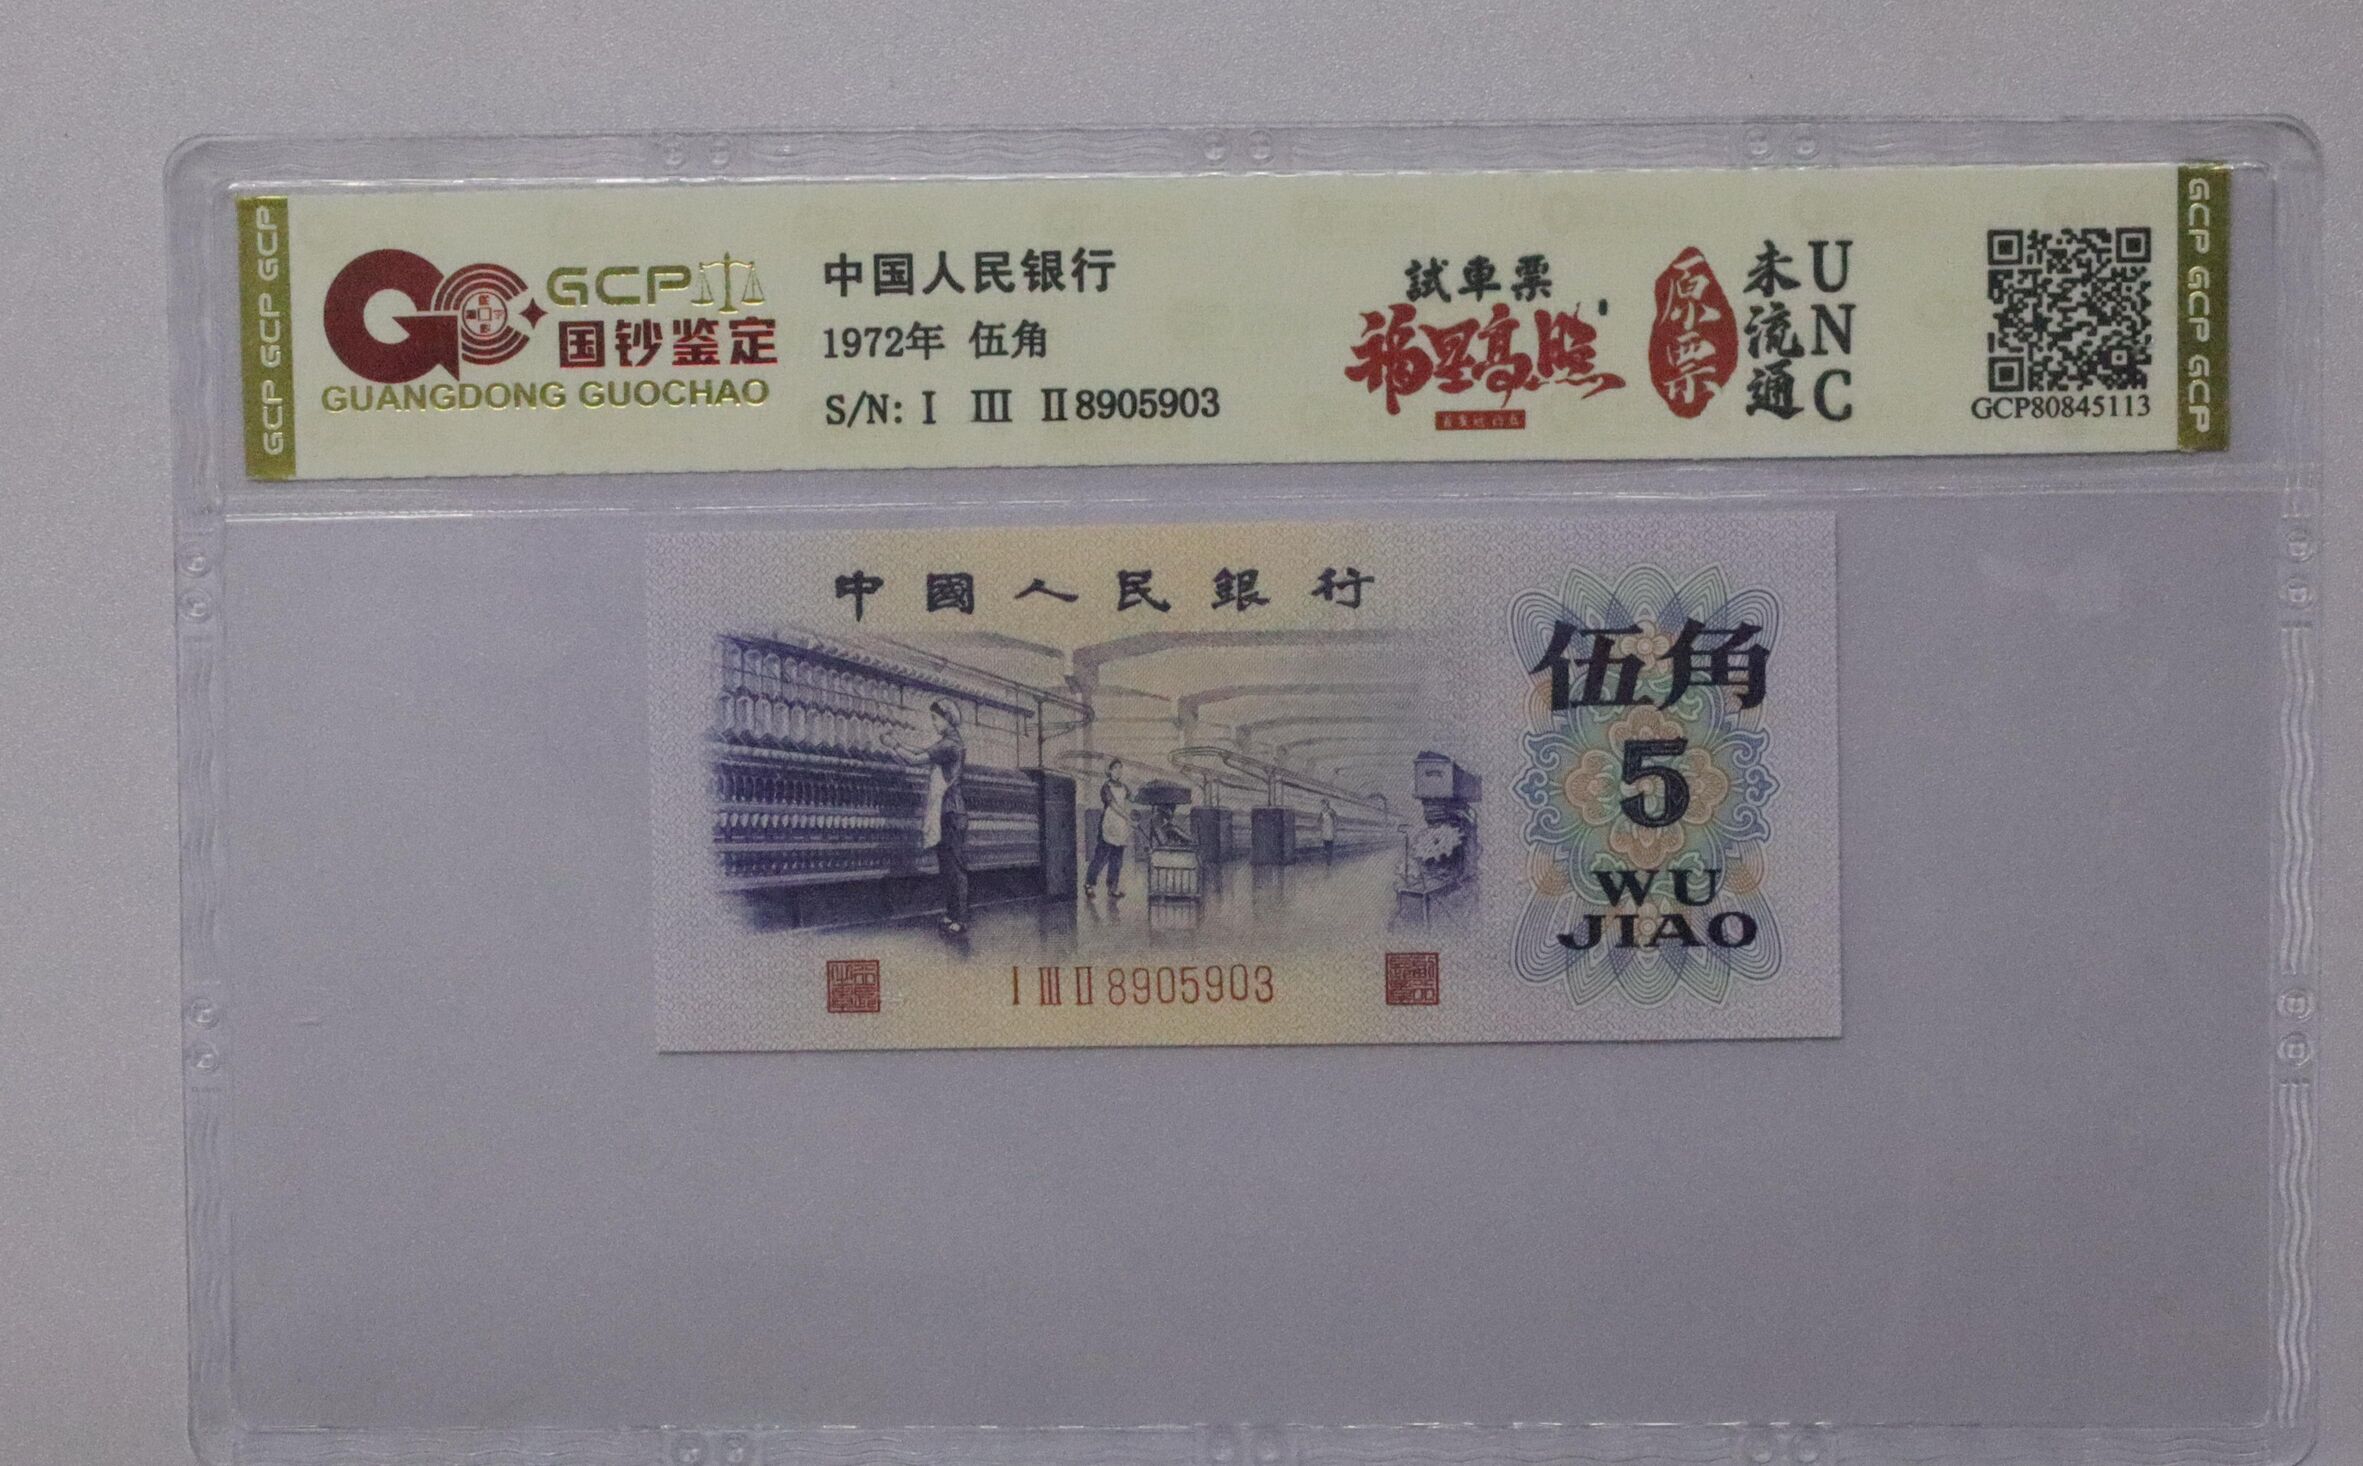 GCP GCP GCP
GCP
国钞鉴定
GUANGDONG GUOCHAO
中国人民银行
1972年 伍角
S/N: I III II8905903
試車票
福星高照
原票
未流通
UNC
GCP80845113
GCP GCP GCP
中國人民銀行
伍角
5
WU
JIAO
I III II 8905903